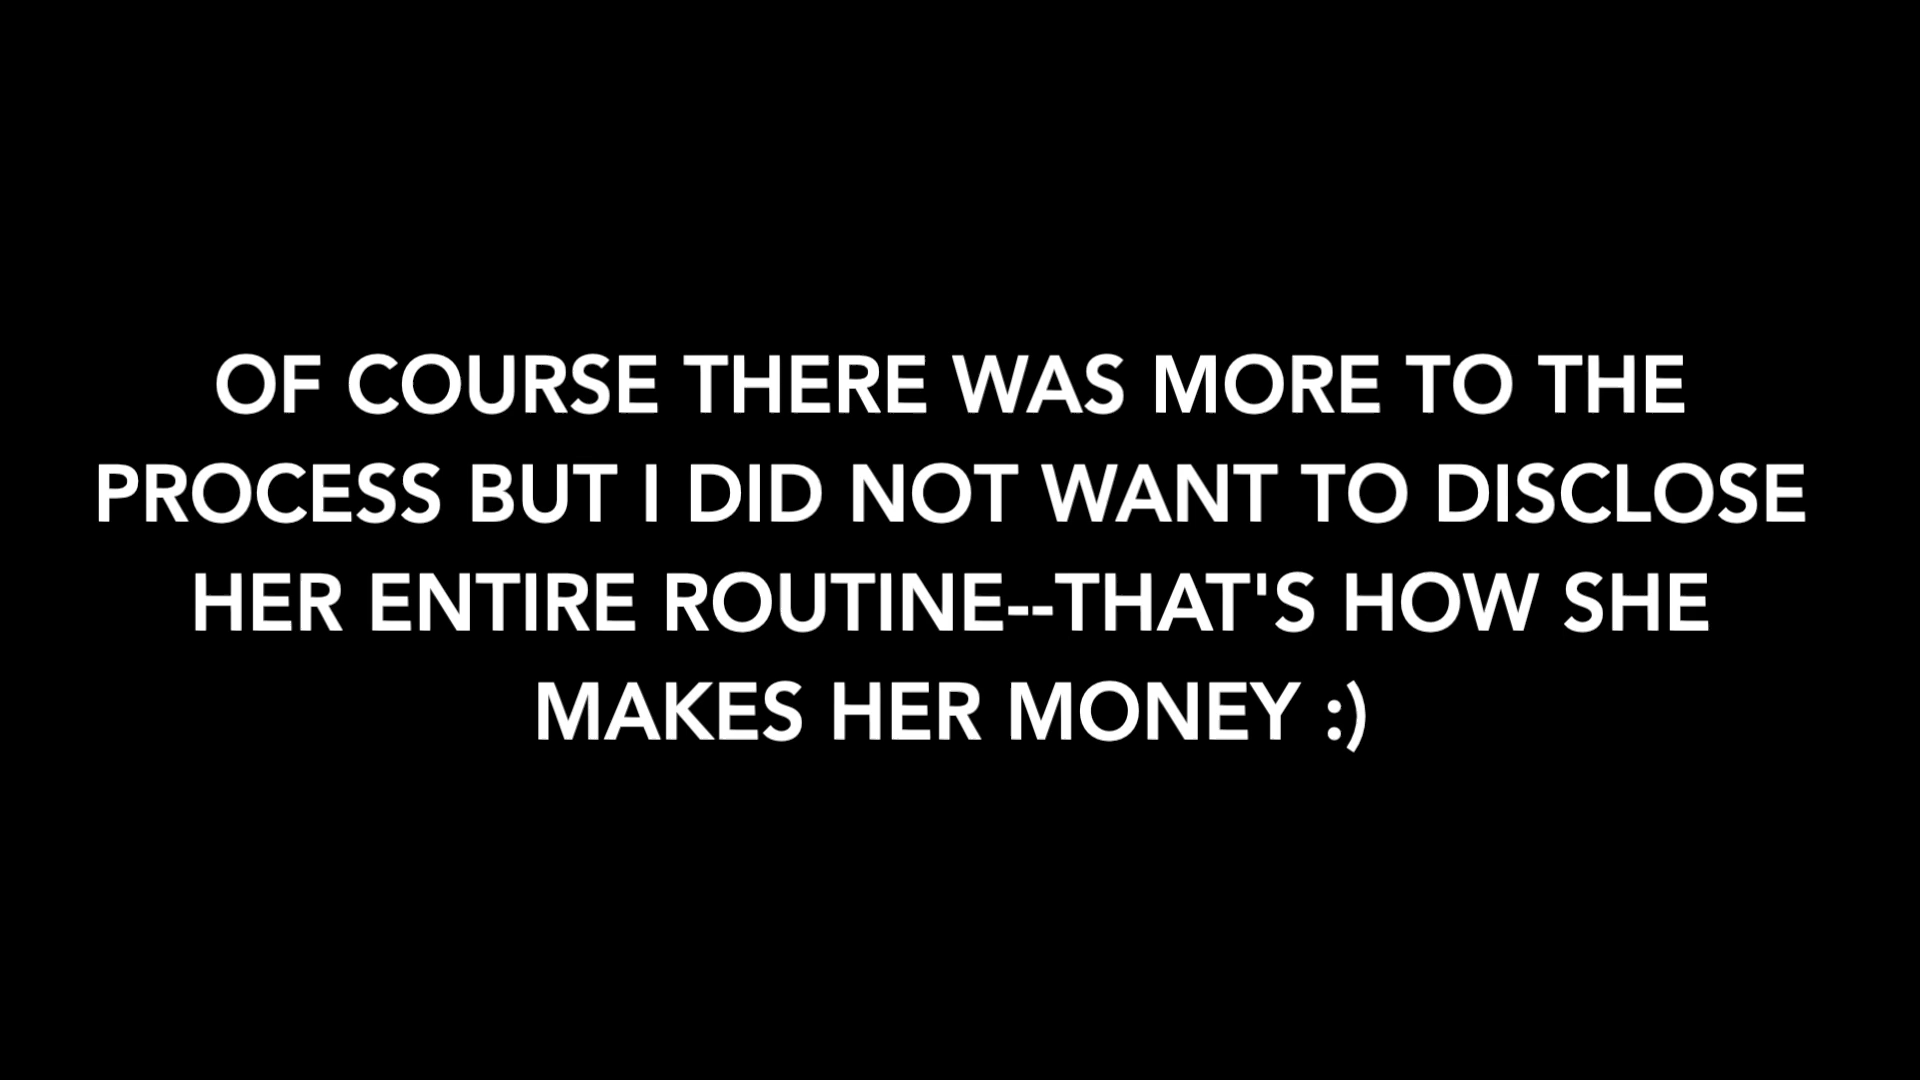 OF COURSE THERE WAS MORE TO THE
PROCESS BUT I DID NOT WANT TO DISCLOSE
HER ENTIRE ROUTINE--THAT'S HOW SHE
MAKES HER MONEY :)